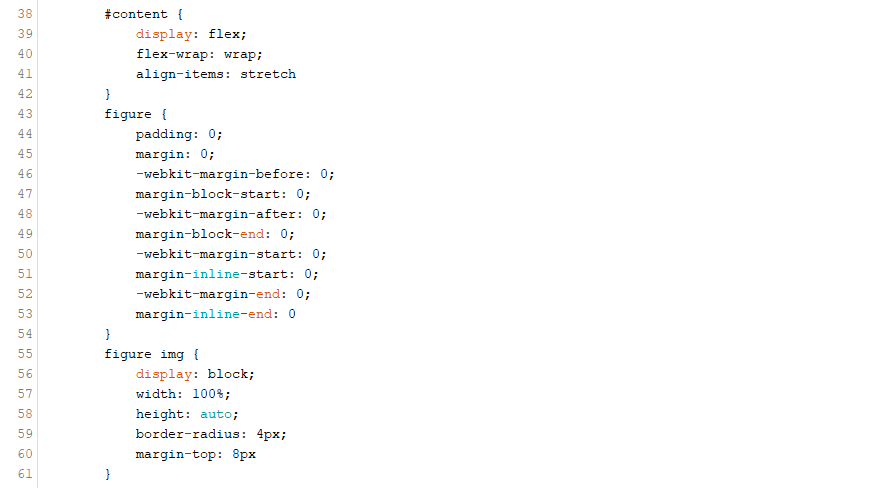 38 #content {
39 display: flex;
40 flex-wrap: wrap;
41 align-items: stretch
42 }
43 figure {
44 padding: 0;
45 margin: 0;
46 -webkit-margin-before: 0;
47 margin-block-start: 0;
48 -webkit-margin-after: 0;
49 margin-block-end: 0;
50 -webkit-margin-start: 0;
51 margin-inline-start: 0;
52 -webkit-margin-end: 0;
53 margin-inline-end: 0
54 }
55 figure img {
56 display: block;
57 width: 100%;
58 height: auto;
59 border-radius: 4px;
60 margin-top: 8px
61 }